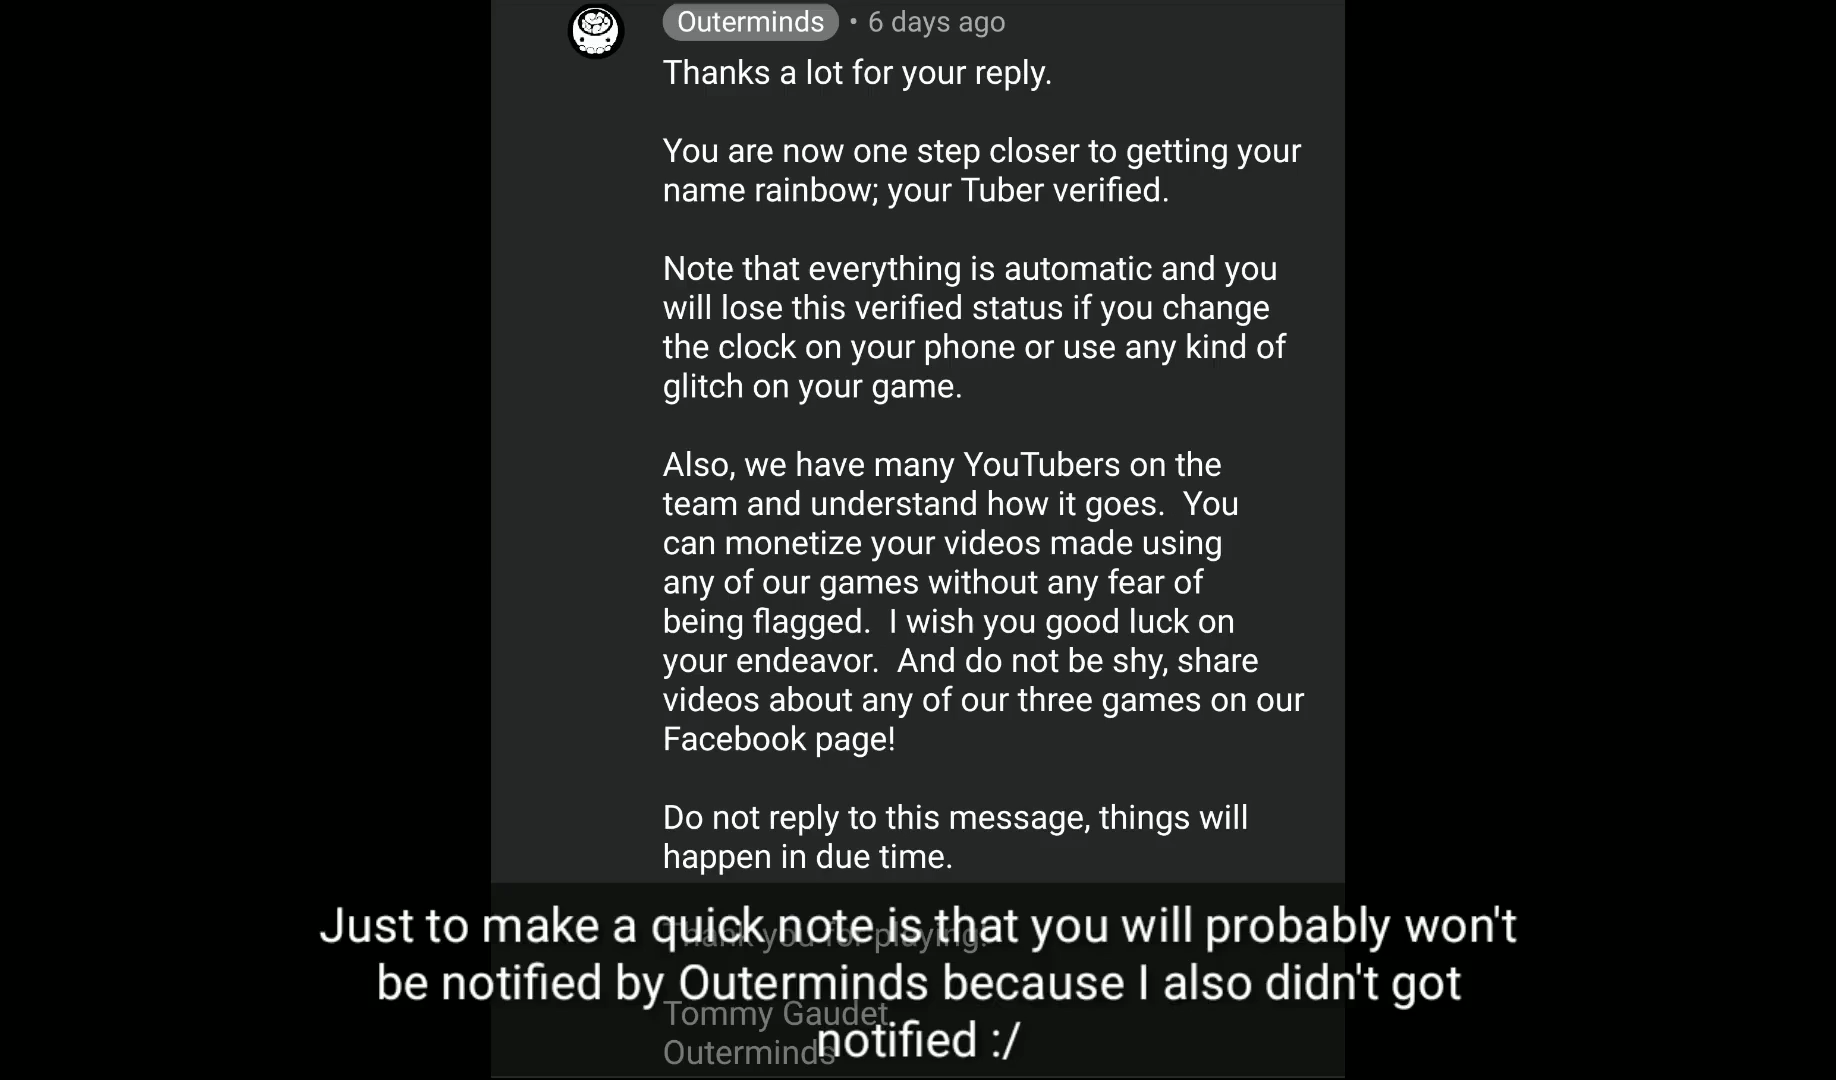 Outerminds • 6 days ago
Thanks a lot for your reply.
You are now one step closer to getting your
name rainbow; your Tuber verified.
Note that everything is automatic and you
will lose this verified status if you change
the clock on your phone or use any kind of
glitch on your game.
Also, we have many YouTubers on the
team and understand how it goes.  You
can monetize your videos made using
any of our games without any fear of
being flagged.  I wish you good luck on
your endeavor.  And do not be shy, share
videos about any of our three games on our
Facebook page!
Do not reply to this message, things will
happen in due time.
Thank you for playing.
Tommy Gaudet
Outerminds
Just to make a quick note is that you will probably won't
be notified by Outerminds because I also didn't got
notified :/